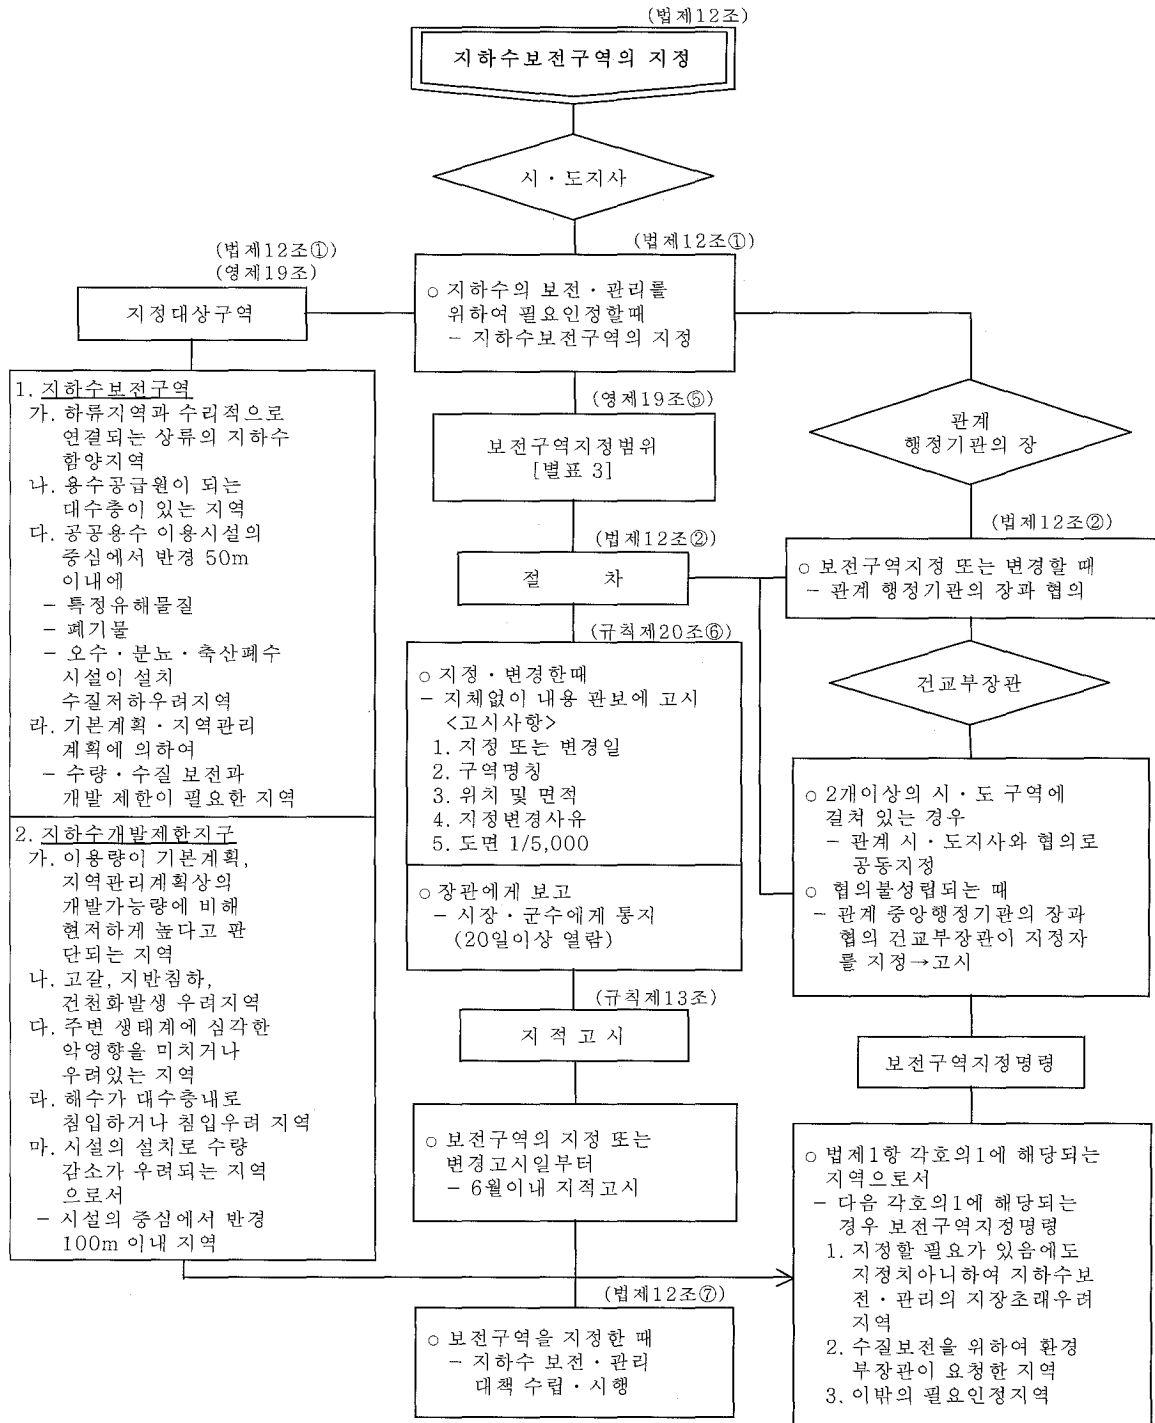 (법제12조)
지하수보전구역의 지정
시・도지사
(법제12조①)
(영제19조)
지정대상구역
(법제12조①)
○ 지하수의 보전・관리를
위하여 필요인정할때
- 지하수보전구역의 지정
1. 지하수보전구역
가. 하류지역과 수리적으로
연결되는 상류의 지하수
함양지역
나. 용수공급원이 되는
대수층이 있는 지역
다. 공공용수 이용시설의
중심에서 반경 50m
이내에
- 특정유해물질
- 폐기물
- 오수・분뇨・축산폐수
시설이 설치
수질저하우려지역
라. 기본계획・지역관리
계획에 의하여
- 수량・수질 보전과
개발 제한이 필요한 지역
2. 지하수개발제한지구
가. 이용량이 기본계획,
지역관리계획상의
개발가능량에 비해
현저하게 높다고 판
단되는 지역
나. 고갈, 지반침하,
건천화발생 우려지역
다. 주변 생태계에 심각한
악영향을 미치거나
우려있는 지역
라. 해수가 대수층내로
침입하거나 침입우려 지역
마. 시설의 설치로 수량
감소가 우려되는 지역
으로서
- 시설의 중심에서 반경
100m 이내 지역
(영제19조⑤)
보전구역지정범위
[별표 3]
(법제12조②)
절 차
(규칙제20조⑥)
○ 지정・변경한때
- 지체없이 내용 관보에 고시
<고시사항>
1. 지정 또는 변경일
2. 구역명칭
3. 위치 및 면적
4. 지정변경사유
5. 도면 1/5,000
○ 장관에게 보고
- 시장・군수에게 통지
(20일이상 열람)
(규칙제13조)
지적고시
○ 보전구역의 지정 또는
변경고시일부터
- 6월이내 지적고시
(법제12조⑦)
○ 보전구역을 지정한 때
- 지하수 보전・관리
대책 수립・시행
관계
행정기관의 장
(법제12조②)
○ 보전구역지정 또는 변경할 때
- 관계 행정기관의 장과 협의
건교부장관
○ 2개이상의 시・도 구역에
걸쳐 있는 경우
- 관계 시・도지사와 협의로
공동지정
○ 협의불성립되는 때
- 관계 중앙행정기관의 장과
협의 건교부장관이 지정자
를 지정→고시
보전구역지정명령
○ 법제1항 각호의1에 해당되는
지역으로서
- 다음 각호의1에 해당되는
경우 보전구역지정명령
1. 지정할 필요가 있음에도
지정치아니하여 지하수보
전・관리의 지장초래우려
지역
2. 수질보전을 위하여 환경
부장관이 요청한 지역
3. 이밖의 필요인정지역